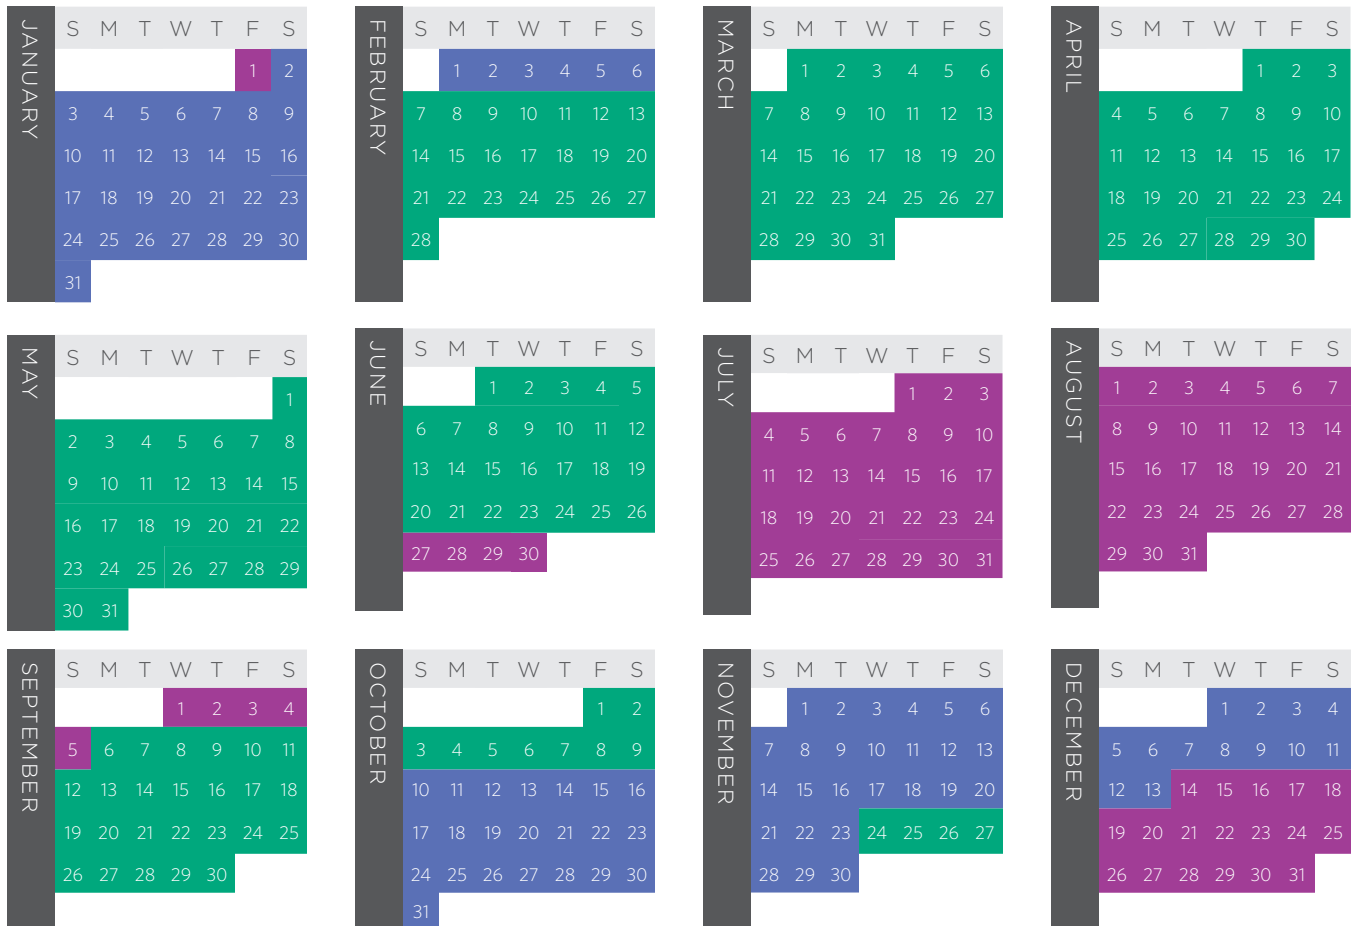 JANUARY
S M T W T F S
1 2
3 4 5 6 7 8 9
10 11 12 13 14 15 16
17 18 19 20 21 22 23
24 25 26 27 28 29 30
31
FEBRUARY
S M T W T F S
1 2 3 4 5 6
7 8 9 10 11 12 13
14 15 16 17 18 19 20
21 22 23 24 25 26 27
28
MARCH
S M T W T F S
1 2 3 4 5 6
7 8 9 10 11 12 13
14 15 16 17 18 19 20
21 22 23 24 25 26 27
28 29 30 31
APRIL
S M T W T F S
1 2 3
4 5 6 7 8 9 10
11 12 13 14 15 16 17
18 19 20 21 22 23 24
25 26 27 28 29 30
MAY
S M T W T F S
1
2 3 4 5 6 7 8
9 10 11 12 13 14 15
16 17 18 19 20 21 22
23 24 25 26 27 28 29
30 31
JUNE
S M T W T F S
1 2 3 4 5
6 7 8 9 10 11 12
13 14 15 16 17 18 19
20 21 22 23 24 25 26
27 28 29 30
JULY
S M T W T F S
1 2 3
4 5 6 7 8 9 10
11 12 13 14 15 16 17
18 19 20 21 22 23 24
25 26 27 28 29 30 31
AUGUST
S M T W T F S
1 2 3 4 5 6 7
8 9 10 11 12 13 14
15 16 17 18 19 20 21
22 23 24 25 26 27 28
29 30 31
SEPTEMBER
S M T W T F S
1 2 3 4
5 6 7 8 9 10 11
12 13 14 15 16 17 18
19 20 21 22 23 24 25
26 27 28 29 30
OCTOBER
S M T W T F S
1 2
3 4 5 6 7 8 9
10 11 12 13 14 15 16
17 18 19 20 21 22 23
24 25 26 27 28 29 30
31
NOVEMBER
S M T W T F S
1 2 3 4 5 6
7 8 9 10 11 12 13
14 15 16 17 18 19 20
21 22 23 24 25 26 27
28 29 30
DECEMBER
S M T W T F S
1 2 3 4
5 6 7 8 9 10 11
12 13 14 15 16 17 18
19 20 21 22 23 24 25
26 27 28 29 30 31